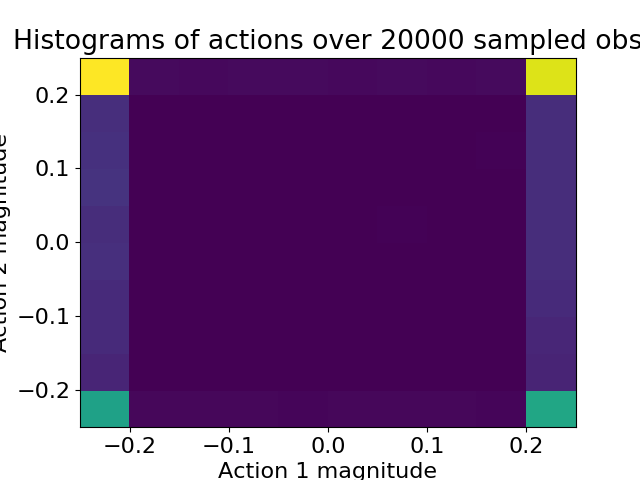 Histograms of actions over 20000 sampled obs
0.2
0.1
0.0
−0.1
−0.2
Action 2 magnitude
−0.2 −0.1 0.0 0.1 0.2
Action 1 magnitude